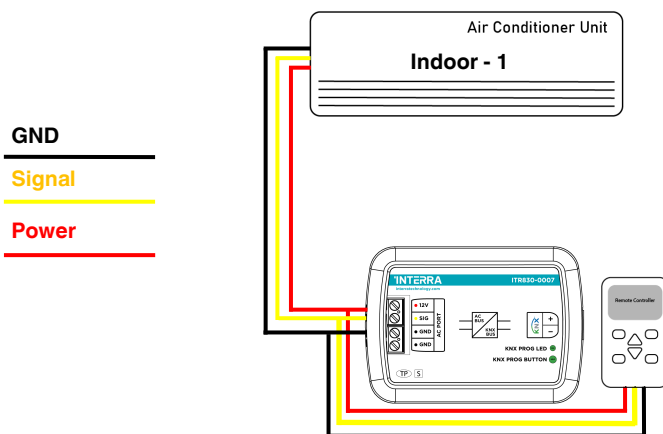 Air Conditioner Unit
Indoor - 1
GND
Signal
Power
INTERRA
interratechnology.com
ITR830-0007
12V
SIG
GND
GND
AC PORT
AC
BUS
KNX
BUS
KNX
+
−
KNX PROG LED
KNX PROG BUTTON
TP
S
Remote Controller